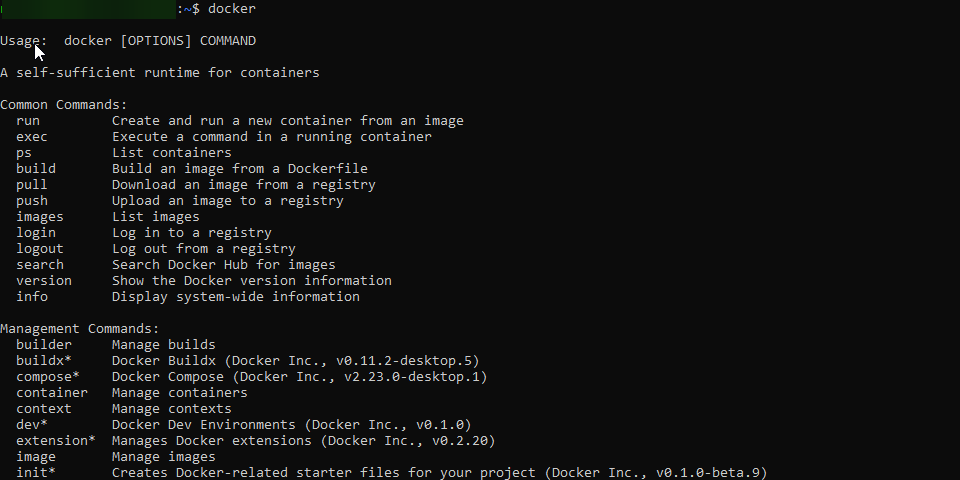 :~$ docker
Usage:  docker [OPTIONS] COMMAND
A self-sufficient runtime for containers
Common Commands:
  run         Create and run a new container from an image
  exec        Execute a command in a running container
  ps          List containers
  build       Build an image from a Dockerfile
  pull        Download an image from a registry
  push        Upload an image to a registry
  images      List images
  login       Log in to a registry
  logout      Log out from a registry
  search      Search Docker Hub for images
  version     Show the Docker version information
  info        Display system-wide information
Management Commands:
  builder     Manage builds
  buildx*     Docker Buildx (Docker Inc., v0.11.2-desktop.5)
  compose*    Docker Compose (Docker Inc., v2.23.0-desktop.1)
  container   Manage containers
  context     Manage contexts
  dev*        Docker Dev Environments (Docker Inc., v0.1.0)
  extension*  Manages Docker extensions (Docker Inc., v0.2.20)
  image       Manage images
  init*       Creates Docker-related starter files for your project (Docker Inc., v0.1.0-beta.9)